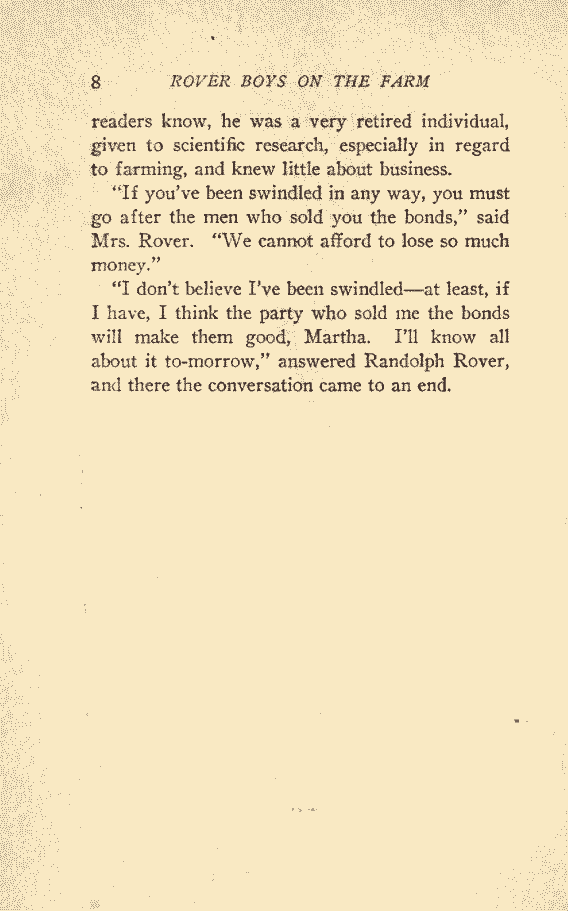 8 ROVER BOYS ON THE FARM
readers know, he was a very retired individual,
given to scientific research, especially in regard
to farming, and knew little about business.
"If you've been swindled in any way, you must
go after the men who sold you the bonds," said
Mrs. Rover. "We cannot afford to lose so much
money."
"I don't believe I've been swindled—at least, if
I have, I think the party who sold me the bonds
will make them good, Martha. I'll know all
about it to-morrow," answered Randolph Rover,
and there the conversation came to an end.